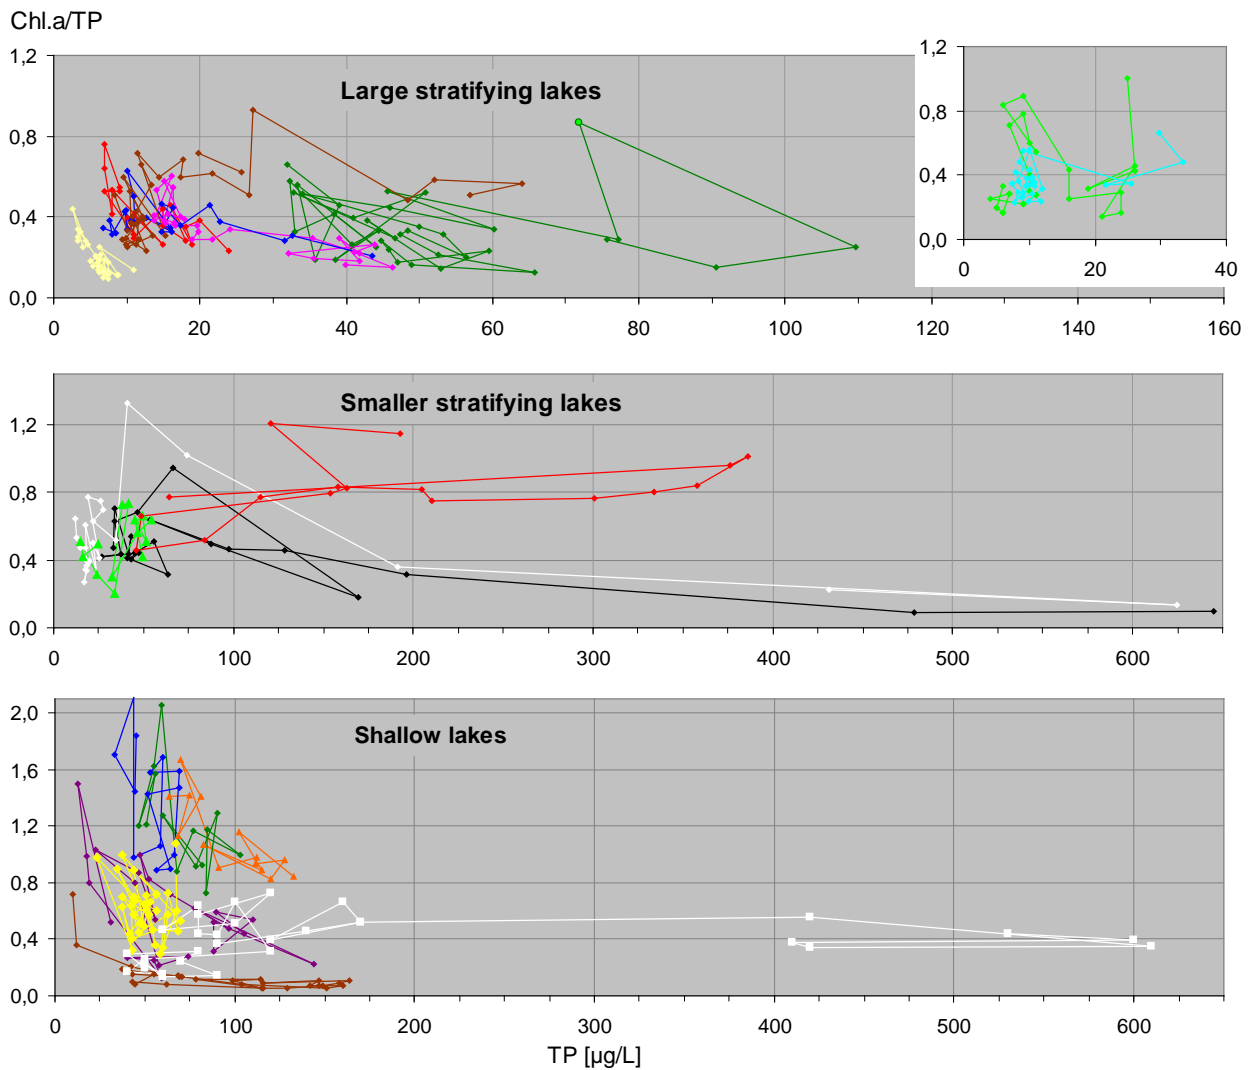 Chl.a/TP
1,2
0,8
0,4
0,0
Large stratifying lakes
0 20 40 60 80 100 120 140 160
1,2
0,8
0,4
0,0
0 20 40
1,2
0,8
0,4
0,0
Smaller stratifying lakes
0 100 200 300 400 500 600
2,0
1,6
1,2
0,8
0,4
0,0
Shallow lakes
0 100 200 300 400 500 600
TP [µg/L]